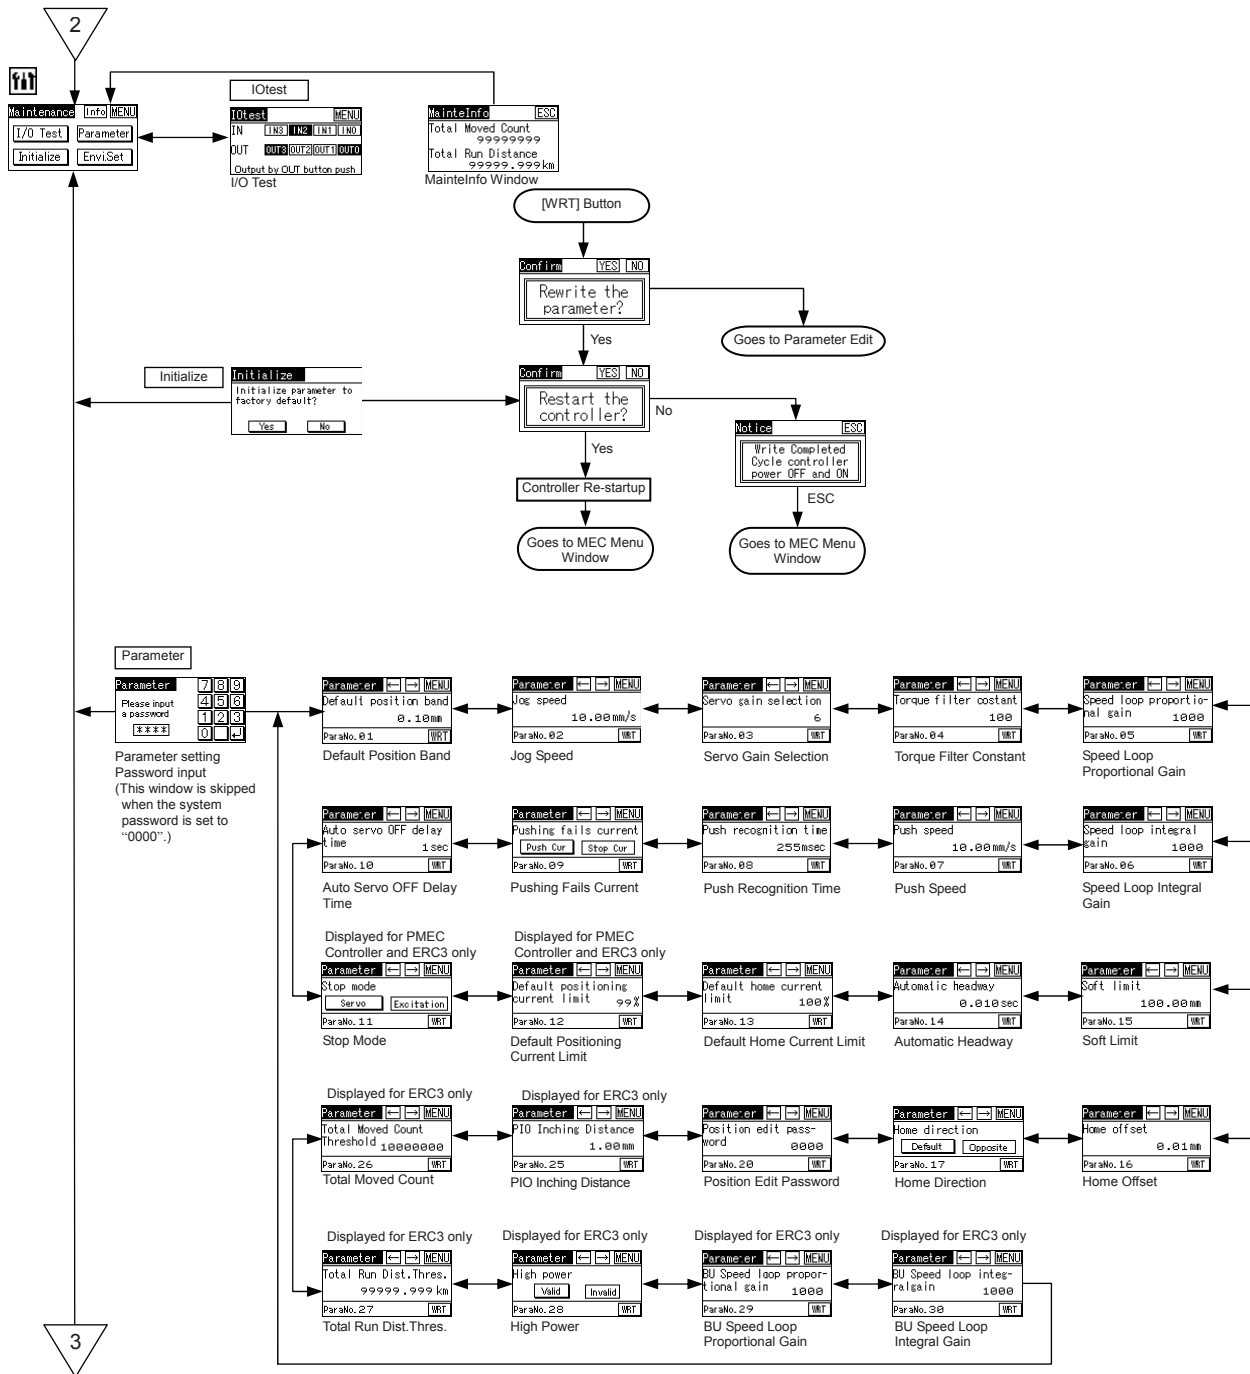 2
Maintenance Info MENU
I/O Test Parameter
Initialize Envi.Set
IOtest
IOtest MENU
IN IN3 IN2 IN1 IN0
OUT OUT3 OUT2 OUT1 OUT0
Output by OUT button push
I/O Test
MainteInfo ESC
Total Moved Count
99999999
Total Run Distance
99999.999km
MainteInfo Window
[WRT] Button
Confirm YES NO
Rewrite the
parameter?
Goes to Parameter Edit
Yes
Initialize
Initialize
Initialize parameter to
factory default?
Yes No
Confirm YES NO
Restart the
controller?
No
Yes
Notice ESC
Write Completed
Cycle controller
power OFF and ON
ESC
Controller Re-startup
Goes to MEC Menu
Window
Goes to MEC Menu
Window
Parameter
Parameter 7 8 9
Please input
a password
4 5 6
1 2 3
****
0 ↵
Parameter setting
Password input
(This window is skipped
when the system
password is set to
“0000”.)
Parameter ← → MENU
Default position band
0.10mm
ParaNo.01 WRT
Default Position Band
Parameter ← → MENU
Jog speed
10.00mm/s
ParaNo.02 WRT
Jog Speed
Parameter ← → MENU
Servo gain selection
6
ParaNo.03 WRT
Servo Gain Selection
Parameter ← → MENU
Torque filter costant
100
ParaNo.04 WRT
Torque Filter Constant
Parameter ← → MENU
Speed loop proportio-
nal gain 1000
ParaNo.05 WRT
Speed Loop
Proportional Gain
Parameter ← → MENU
Auto servo OFF delay
time 1sec
ParaNo.10 WRT
Auto Servo OFF Delay
Time
Parameter ← → MENU
Pushing fails current
Push Cur Stop Cur
ParaNo.09 WRT
Pushing Fails Current
Parameter ← → MENU
Push recognition time
255msec
ParaNo.08 WRT
Push Recognition Time
Parameter ← → MENU
Push speed
10.00mm/s
ParaNo.07 WRT
Push Speed
Parameter ← → MENU
Speed loop integral
gain 1000
ParaNo.06 WRT
Speed Loop Integral
Gain
Displayed for PMEC
Controller and ERC3 only
Parameter ← → MENU
Stop mode
Servo Excitation
ParaNo.11 WRT
Stop Mode
Displayed for PMEC
Controller and ERC3 only
Parameter ← → MENU
Default positioning
current limit 99%
ParaNo.12 WRT
Default Positioning
Current Limit
Parameter ← → MENU
Default home current
limit 100%
ParaNo.13 WRT
Default Home Current Limit
Parameter ← → MENU
Automatic headway
0.010sec
ParaNo.14 WRT
Automatic Headway
Parameter ← → MENU
Soft limit
100.00mm
ParaNo.15 WRT
Soft Limit
Displayed for ERC3 only
Parameter ← → MENU
Total Moved Count
Threshold 10000000
ParaNo.26 WRT
Total Moved Count
Displayed for ERC3 only
Parameter ← → MENU
PIO Inching Distance
1.00mm
ParaNo.25 WRT
PIO Inching Distance
Parameter ← → MENU
Position edit pass-
word 0000
ParaNo.20 WRT
Position Edit Password
Parameter ← → MENU
Home direction
Default Opposite
ParaNo.17 WRT
Home Direction
Parameter ← → MENU
Home offset
0.01mm
ParaNo.16 WRT
Home Offset
Displayed for ERC3 only
Parameter ← → MENU
Total Run Dist.Thres.
99999.999km
ParaNo.27 WRT
Total Run Dist.Thres.
Displayed for ERC3 only
Parameter ← → MENU
High power
Valid Invalid
ParaNo.28 WRT
High Power
Displayed for ERC3 only
Parameter ← → MENU
BU Speed loop propor-
tional gain 1000
ParaNo.29 WRT
BU Speed Loop
Proportional Gain
Displayed for ERC3 only
Parameter ← → MENU
BU Speed loop integ-
ralgain 1000
ParaNo.30 WRT
BU Speed Loop
Integral Gain
3